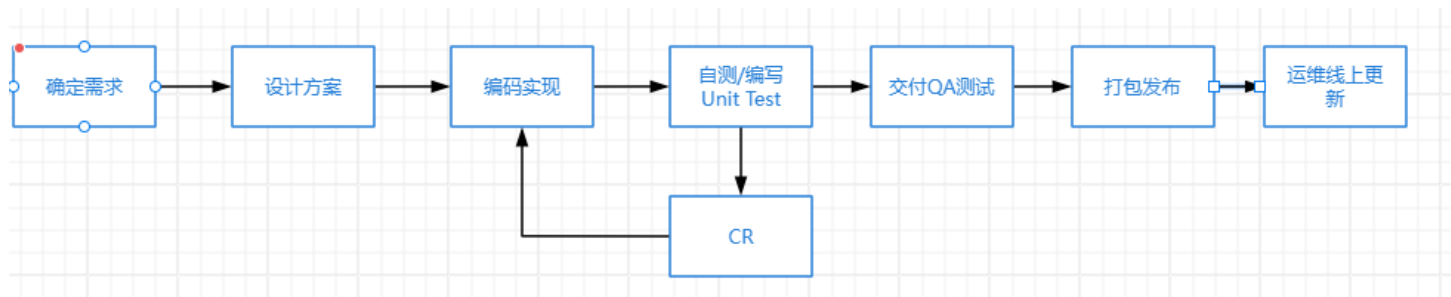 确定需求
设计方案
编码实现
自测/编写
Unit Test
交付QA测试
打包发布
运维线上更
新
CR